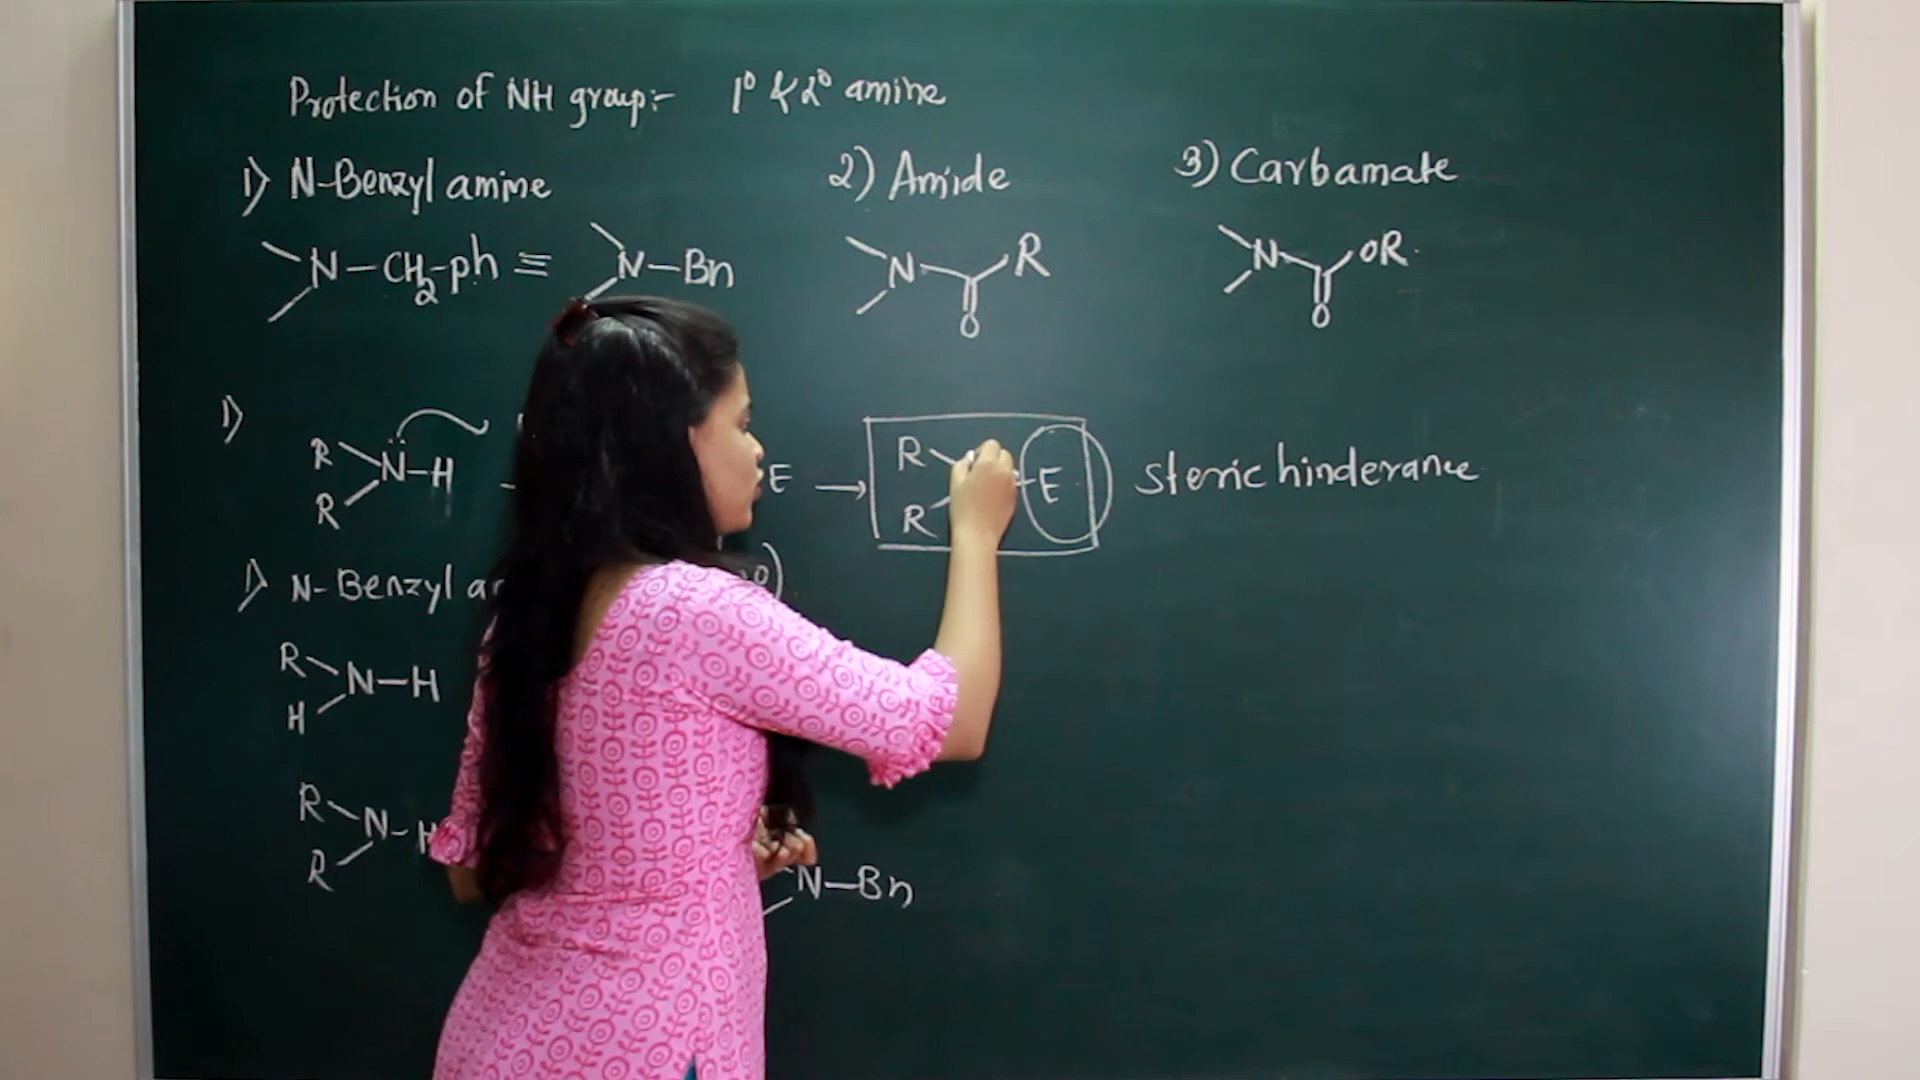 Protection of NH group:- 1° & 2° amine
1) N-Benzyl amine 2) Amide 3) Carbamate
N-CH2-ph ≡ N-Bn N R O N OR O
1)
R R N̈-H E → R R E steric hinderance
1) N-Benzyl
R H N-H
R R N-H
N-Bn